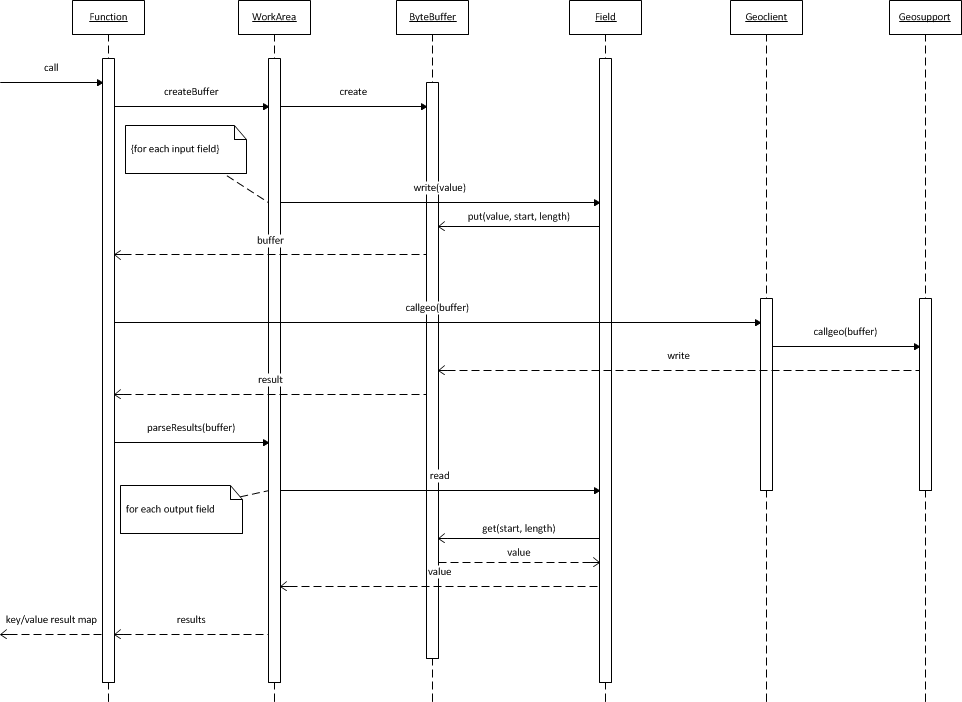 Function
WorkArea
ByteBuffer
Field
Geoclient
Geosupport
call
createBuffer
create
{for each input field}
write(value)
put(value, start, length)
buffer
callgeo(buffer)
callgeo(buffer)
write
result
parseResults(buffer)
read
for each output field
get(start, length)
value
value
key/value result map
results